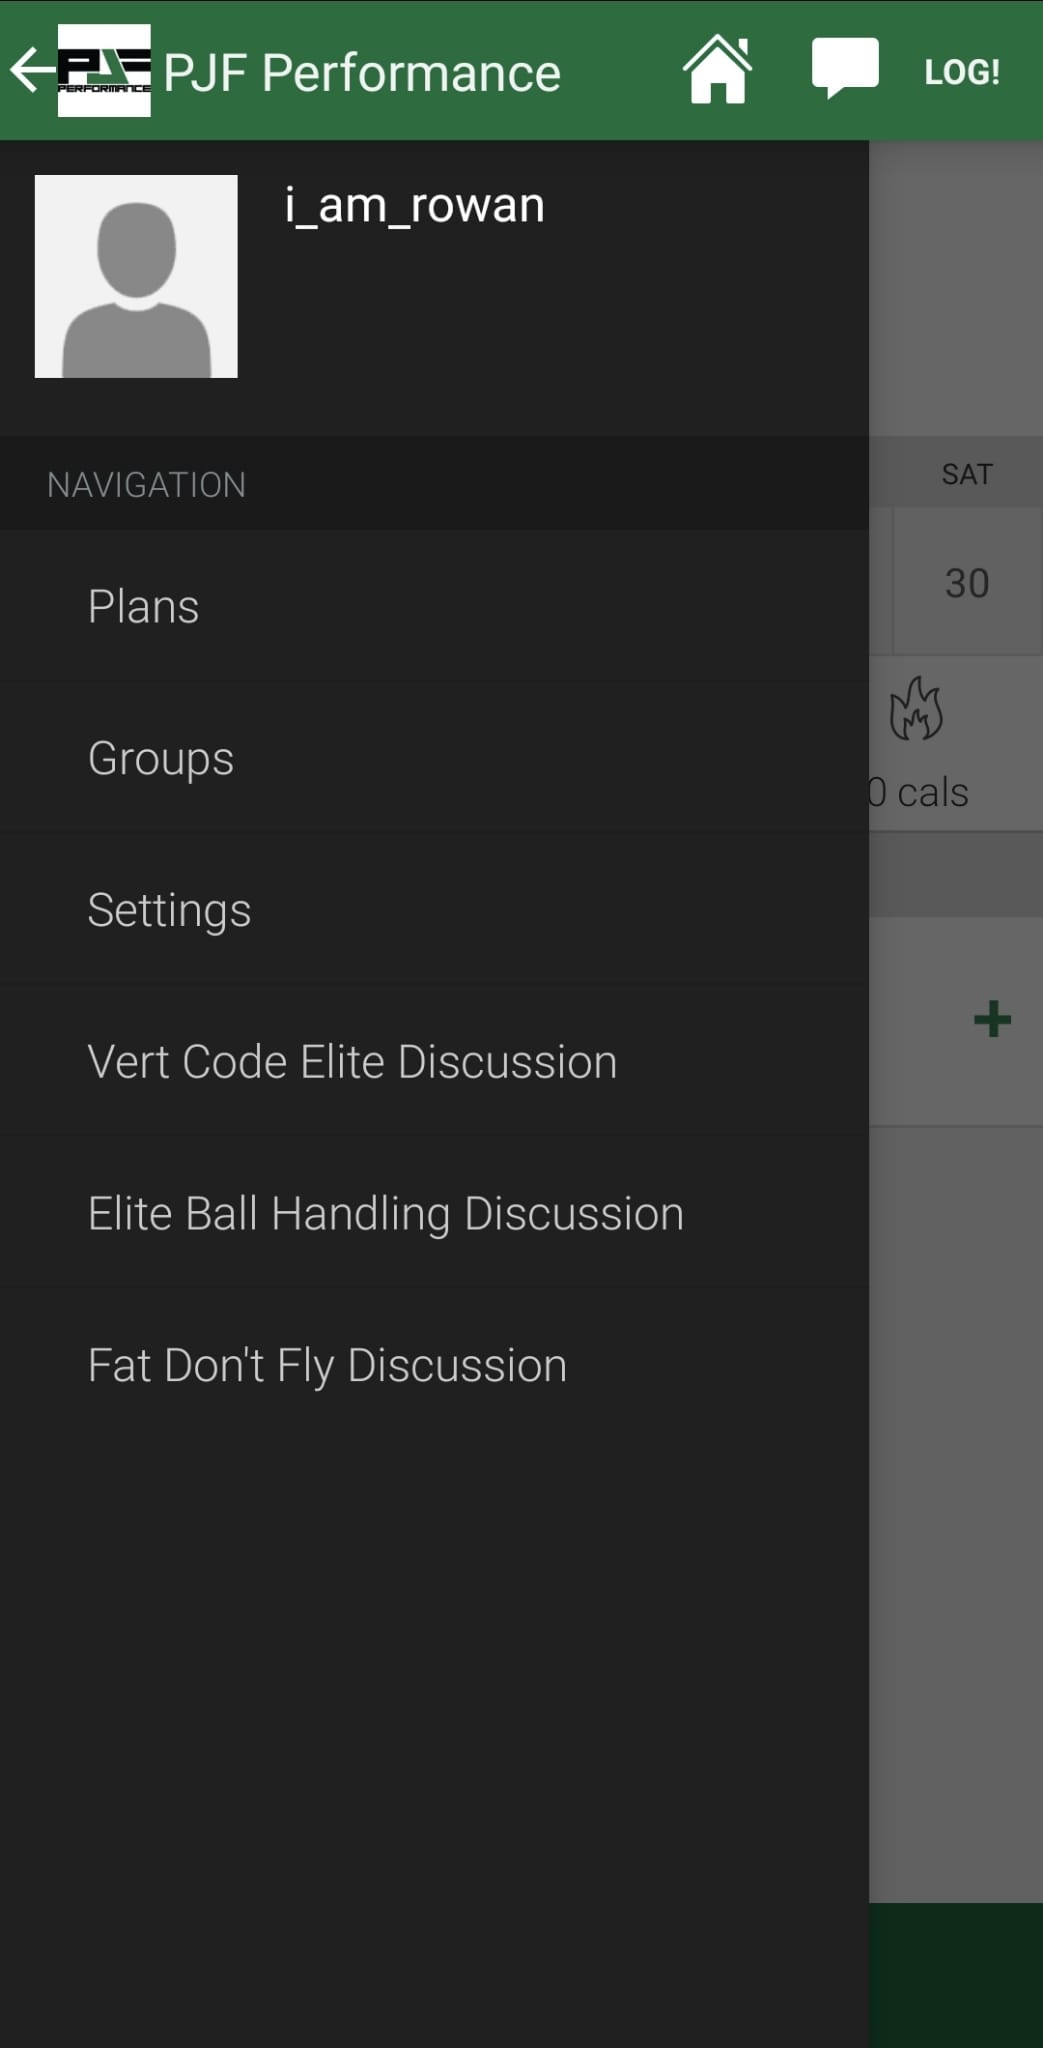 PJF
PERFORMANCE
PJF Performance
LOG!
i_am_rowan
NAVIGATION
SAT
Plans
30
Groups
0 cals
Settings
Vert Code Elite Discussion
Elite Ball Handling Discussion
Fat Don't Fly Discussion